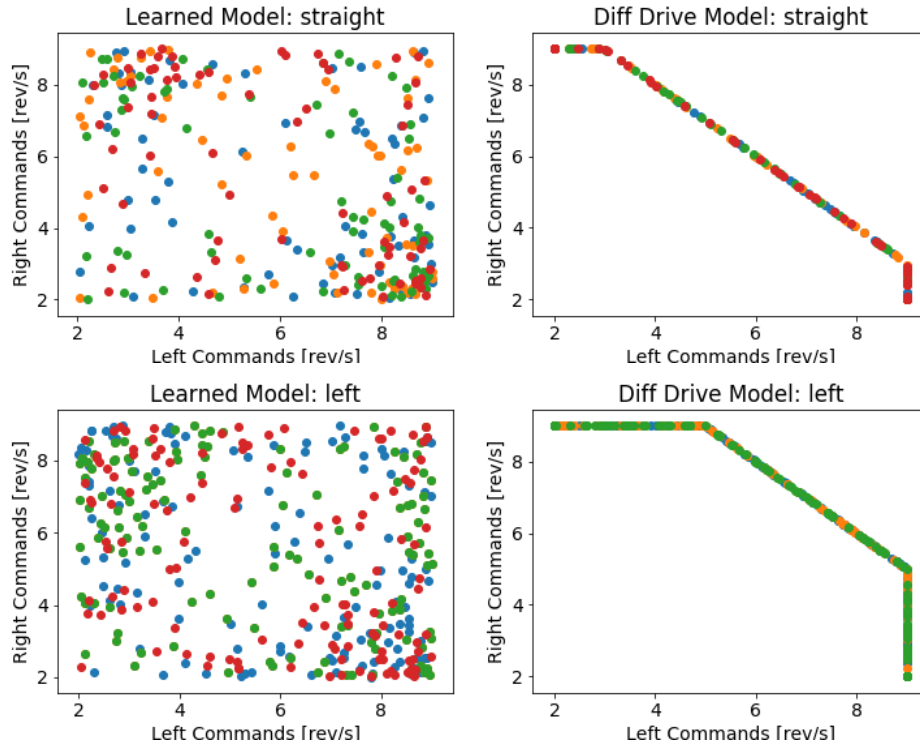 Learned Model: straight
Right Commands [rev/s]
8
6
4
2
2 4 6 8
Left Commands [rev/s]
Diff Drive Model: straight
Right Commands [rev/s]
8
6
4
2
2 4 6 8
Left Commands [rev/s]
Learned Model: left
Right Commands [rev/s]
8
6
4
2
2 4 6 8
Left Commands [rev/s]
Diff Drive Model: left
Right Commands [rev/s]
8
6
4
2
2 4 6 8
Left Commands [rev/s]